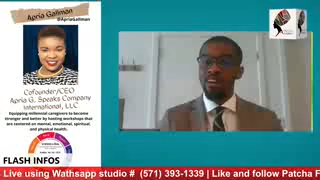 Apria Gallman
@AprilaGallman
Cofounder/CEO
Apria G. Speaks Company
International, LLC
Equipping millennial caregivers to become
stronger and better by hosting workshops that
are centered on mental, emotional, spiritual,
and physical health.
FLASH INFOS
Live using Wathsapp studio # (571) 393-1339 | Like and follow Patcha F